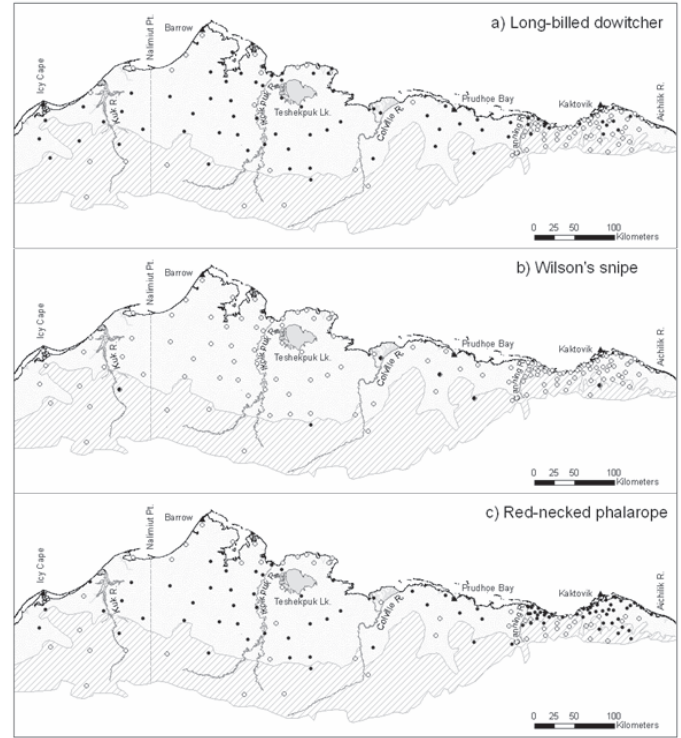 a) Long-billed dowitcher
Icy Cape
Nalimiut Pt.
Barrow
Kuk R.
Teshekpuk Lk.
Colville R.
Prudhoe Bay
Canning R.
Kaktovik
Aichilik R.
0 25 50 100
Kilometers
b) Wilson's snipe
Icy Cape
Nalimiut Pt.
Barrow
Kuk R.
Teshekpuk Lk.
Colville R.
Prudhoe Bay
Canning R.
Kaktovik
Aichilik R.
0 25 50 100
Kilometers
c) Red-necked phalarope
Icy Cape
Nalimiut Pt.
Barrow
Kuk R.
Teshekpuk Lk.
Colville R.
Prudhoe Bay
Canning R.
Kaktovik
Aichilik R.
0 25 50 100
Kilometers